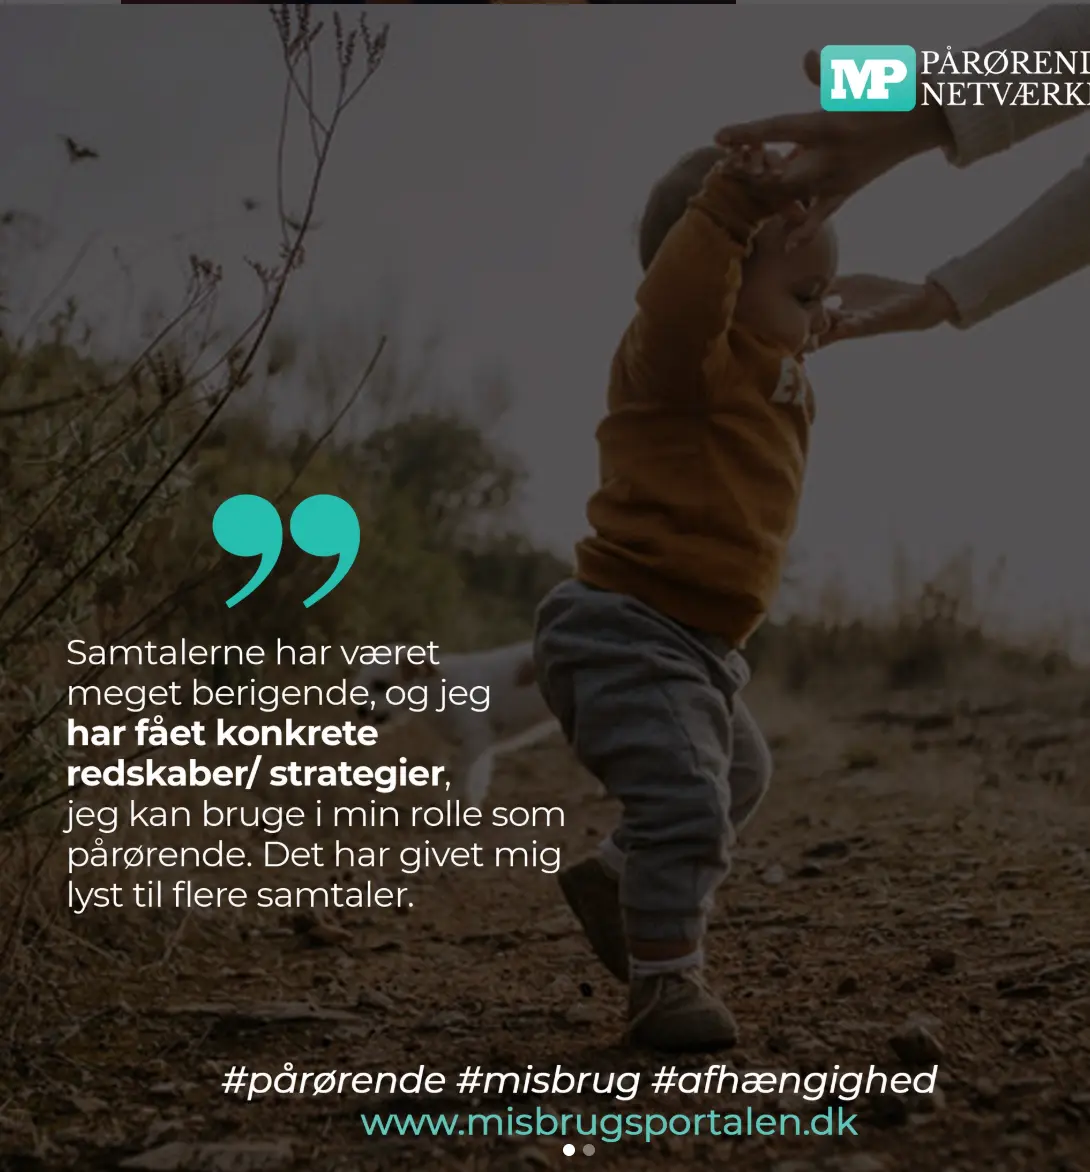 MP
PÅRØREND
NETVÆRK
Samtalerne har været
meget berigende, og jeg
har fået konkrete
redskaber/ strategier,
jeg kan bruge i min rolle som
pårørende. Det har givet mig
lyst til flere samtaler.
#pårørende #misbrug #afhængighed
www.misbrugsportalen.dk